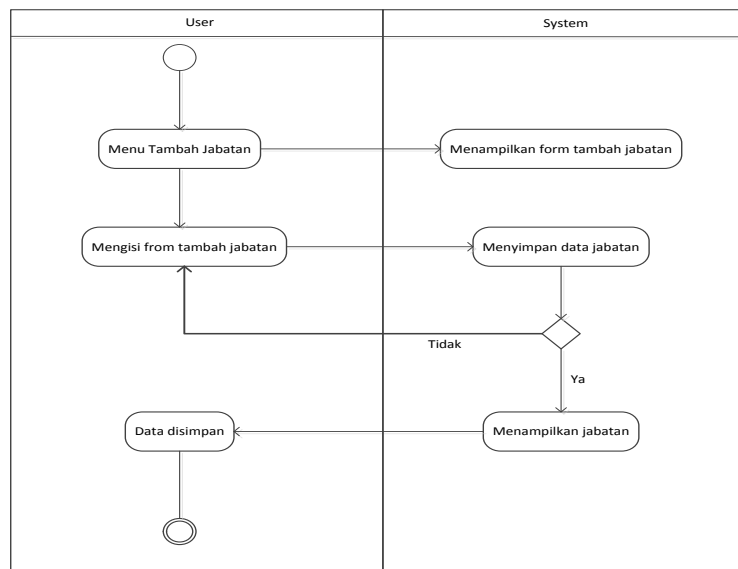 User
System
Menu Tambah Jabatan
Menampilkan form tambah jabatan
Mengisi from tambah jabatan
Menyimpan data jabatan
Tidak
Ya
Data disimpan
Menampilkan jabatan